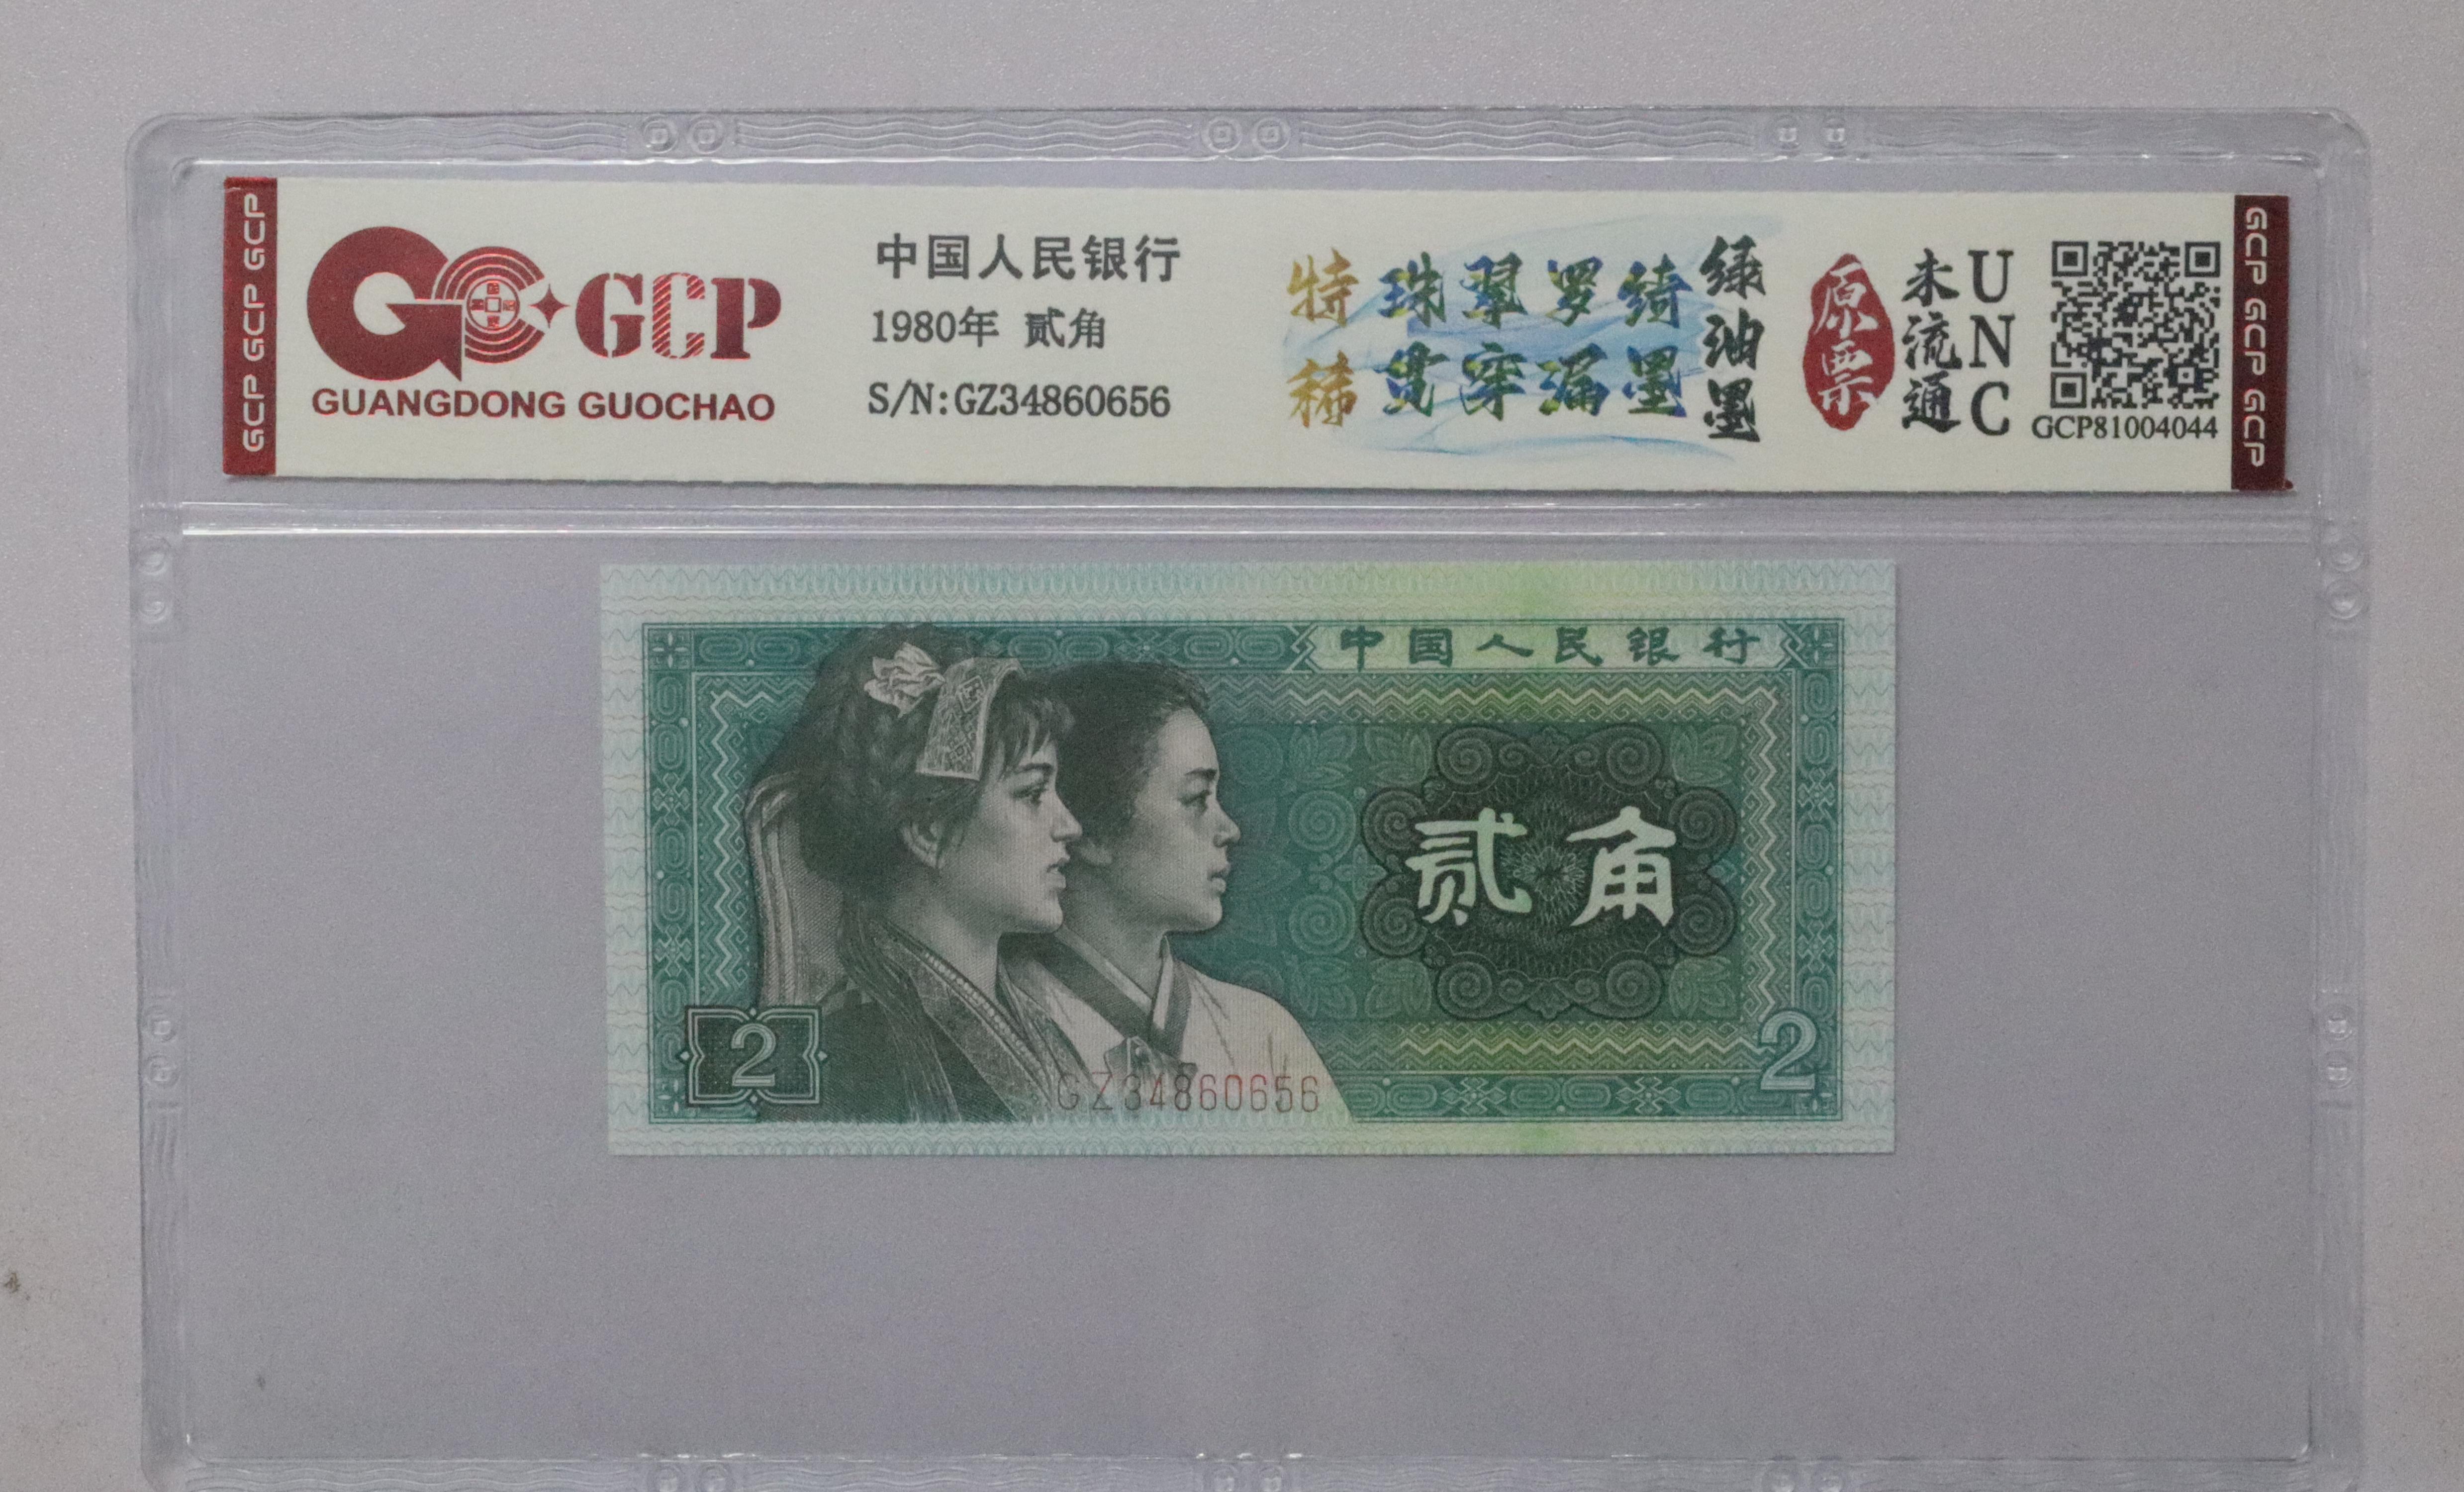 GCP GCP GCP
GCP
GUANGDONG GUOCHAO
中国人民银行
1980年 贰角
S/N:GZ34860656
特稀
珠翠罗绮
贯穿漏墨
绿油墨
原票
未流通
UNC
GCP81004044
GCP GCP GCP
中国人民银行
贰角
2
GZ34860656
2